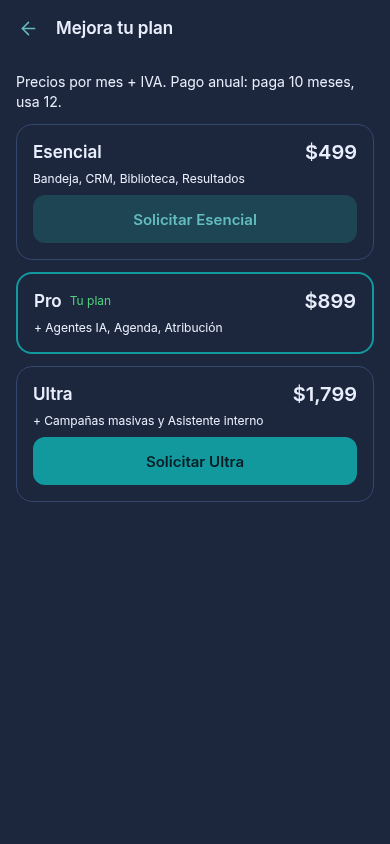 Mejora tu plan
Precios por mes + IVA. Pago anual: paga 10 meses,
usa 12.
Esencial $499
Bandeja, CRM, Biblioteca, Resultados
Solicitar Esencial
Pro Tu plan $899
+ Agentes IA, Agenda, Atribución
Ultra $1,799
+ Campañas masivas y Asistente interno
Solicitar Ultra